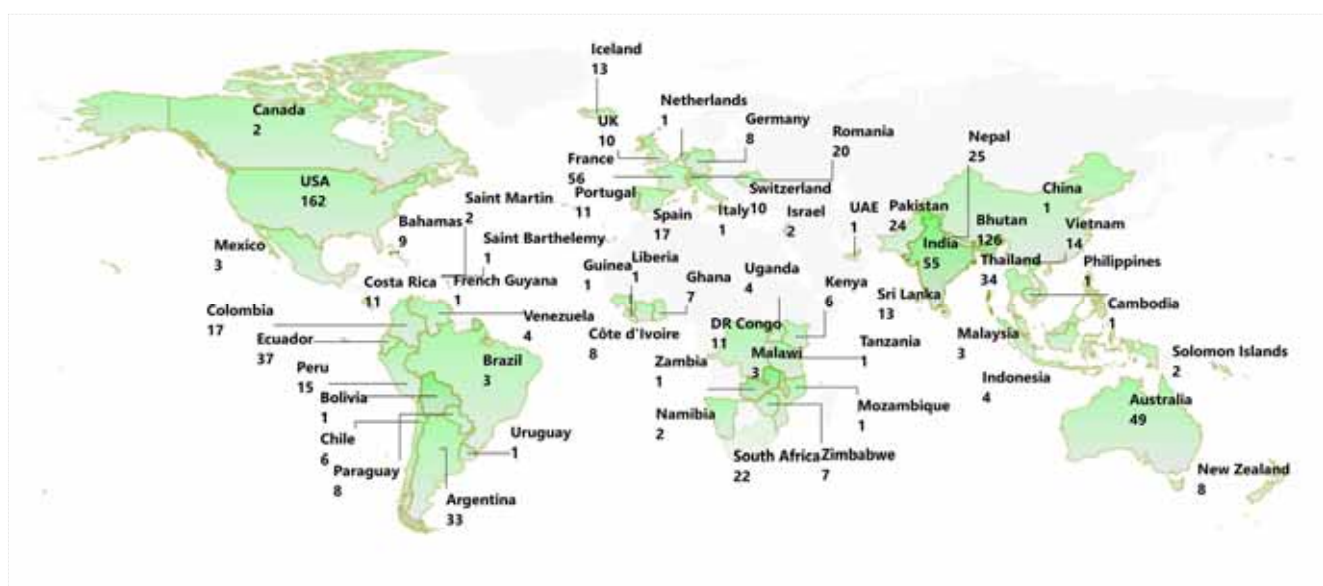 Iceland
13
Netherlands
1
Canada
2
UK
10
Germany
8
Romania
20
Nepal
25
France
56
USA
162
Saint Martin
2
Portugal
11
Switzerland
10
China
1
Bahamas
9
Spain
17
Italy
1
Israel
2
UAE
1
Pakistan
24
Bhutan
126
Vietnam
14
Mexico
3
Saint Barthelemy
1
India
55
Thailand
34
Philippines
1
Guinea
1
Liberia
1
Costa Rica
11
French Guyana
1
Ghana
7
Uganda
4
Kenya
6
Sri Lanka
13
Cambodia
1
Colombia
17
Venezuela
4
Côte d'Ivoire
8
DR Congo
11
Tanzania
1
Malaysia
3
Ecuador
37
Brazil
3
Zambia
1
Malawi
3
Solomon Islands
2
Peru
15
Indonesia
4
Bolivia
1
Mozambique
1
Australia
49
Namibia
2
Chile
6
Uruguay
1
South Africa
22
Zimbabwe
7
Paraguay
8
New Zealand
8
Argentina
33